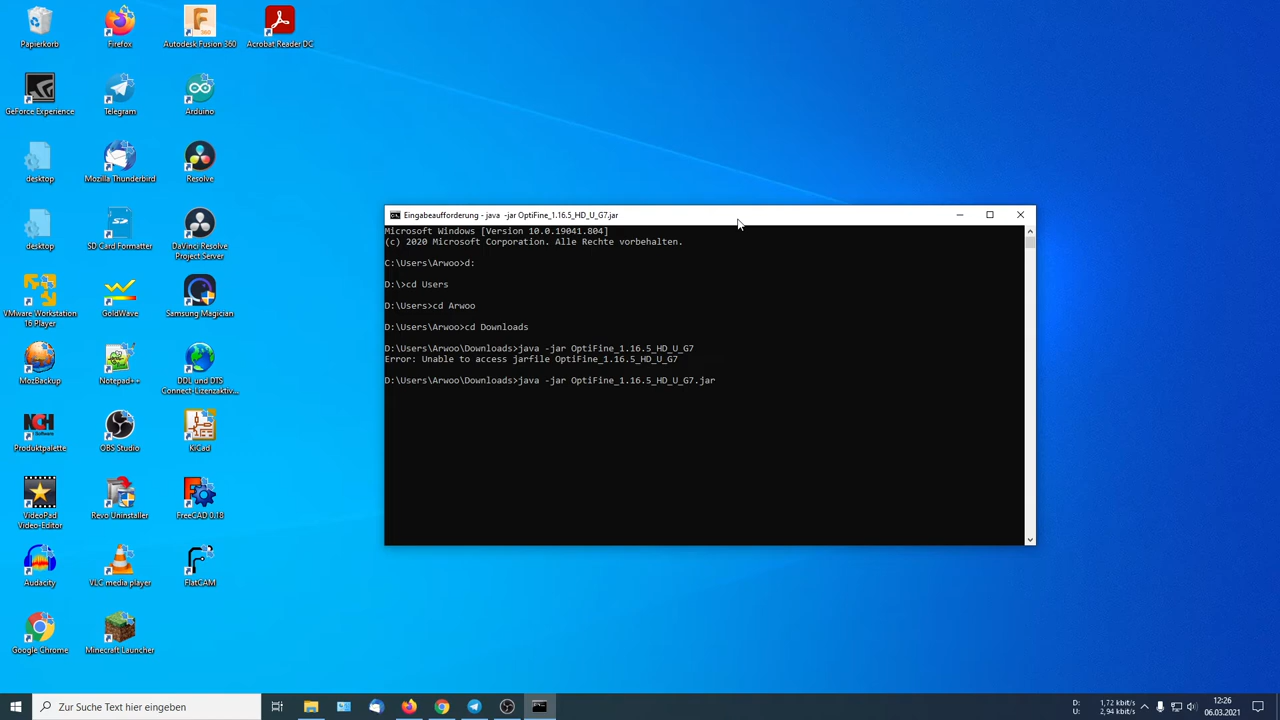 Papierkorb
Firefox
Autodesk Fusion 360
Acrobat Reader DC
GeForce Experience
Telegram
Arduino
desktop
Mozilla Thunderbird
Resolve
desktop
SD Card Formatter
DaVinci Resolve
Project Server
VMware Workstation
16 Player
GoldWave
Samsung Magician
MozBackup
Notepad++
DDL und DTS
Connect-Lizenzaktiv...
Produktpalette
OBS Studio
KiCad
VideoPad
Video-Editor
Revo Uninstaller
FreeCAD 0.18
Audacity
VLC media player
FlatCAM
Google Chrome
Minecraft Launcher
Eingabeaufforderung - java  -jar OptiFine_1.16.5_HD_U_G7.jar
Microsoft Windows [Version 10.0.19041.804]
(c) 2020 Microsoft Corporation. Alle Rechte vorbehalten.
C:\Users\Arwoo>d:
D:\>cd Users
D:\Users>cd Arwoo
D:\Users\Arwoo>cd Downloads
D:\Users\Arwoo\Downloads>java -jar OptiFine_1.16.5_HD_U_G7
Error: Unable to access jarfile OptiFine_1.16.5_HD_U_G7
D:\Users\Arwoo\Downloads>java -jar OptiFine_1.16.5_HD_U_G7.jar
Zur Suche Text hier eingeben
D: 1,72 kbit/s
U: 2,94 kbit/s
12:26
06.03.2021